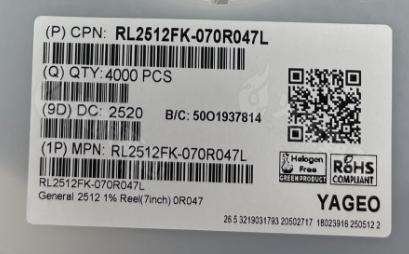 (P) CPN: RL2512FK-070R047L
(Q) QTY: 4000 PCS
(9D) DC: 2520 B/C: 50O1937814
(1P) MPN: RL2512FK-070R047L
Halogen Free GREEN PRODUCT
RoHS COMPLIANT
RL2512FK-070R047L
General 2512 1% Reel(7inch) 0R047
YAGEO
26 5 3219031793 20502717 18023916 250512 2